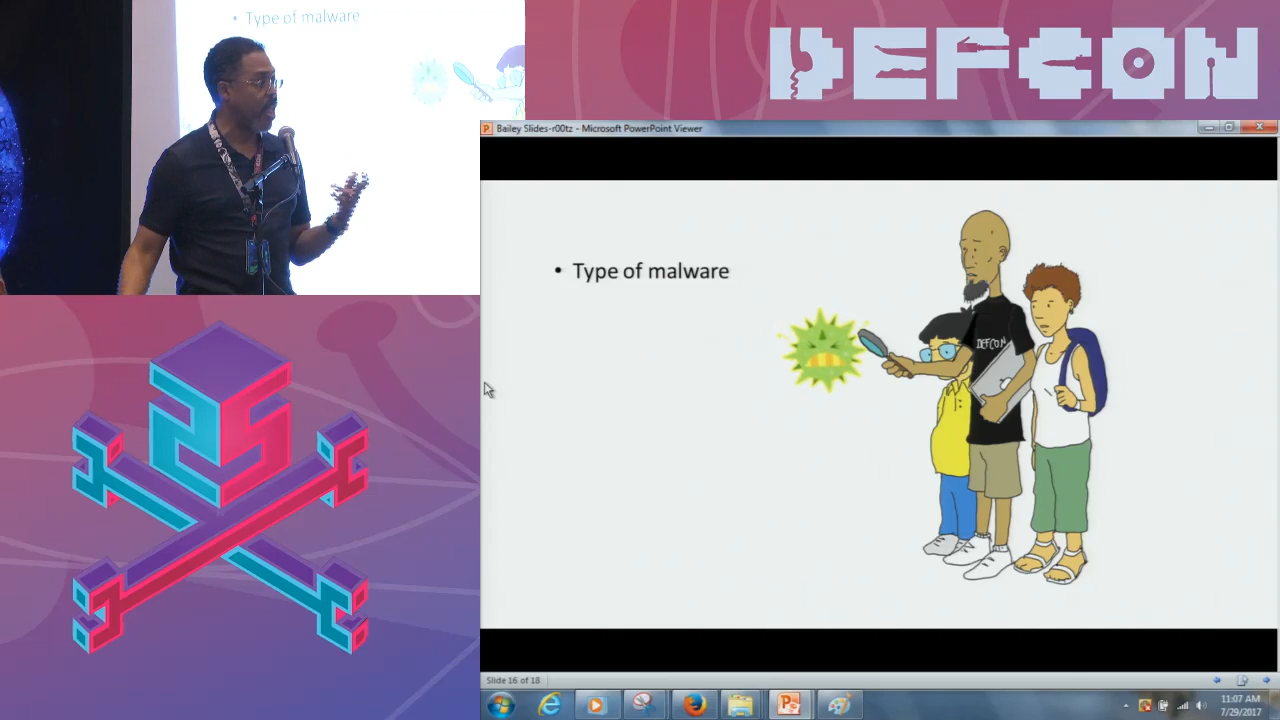 • Type of malware
DEFCON
Bailey Slides-r00tz - Microsoft PowerPoint Viewer
• Type of malware
DEFCON
25
Slide 16 of 18
11:07 AM
7/29/2017